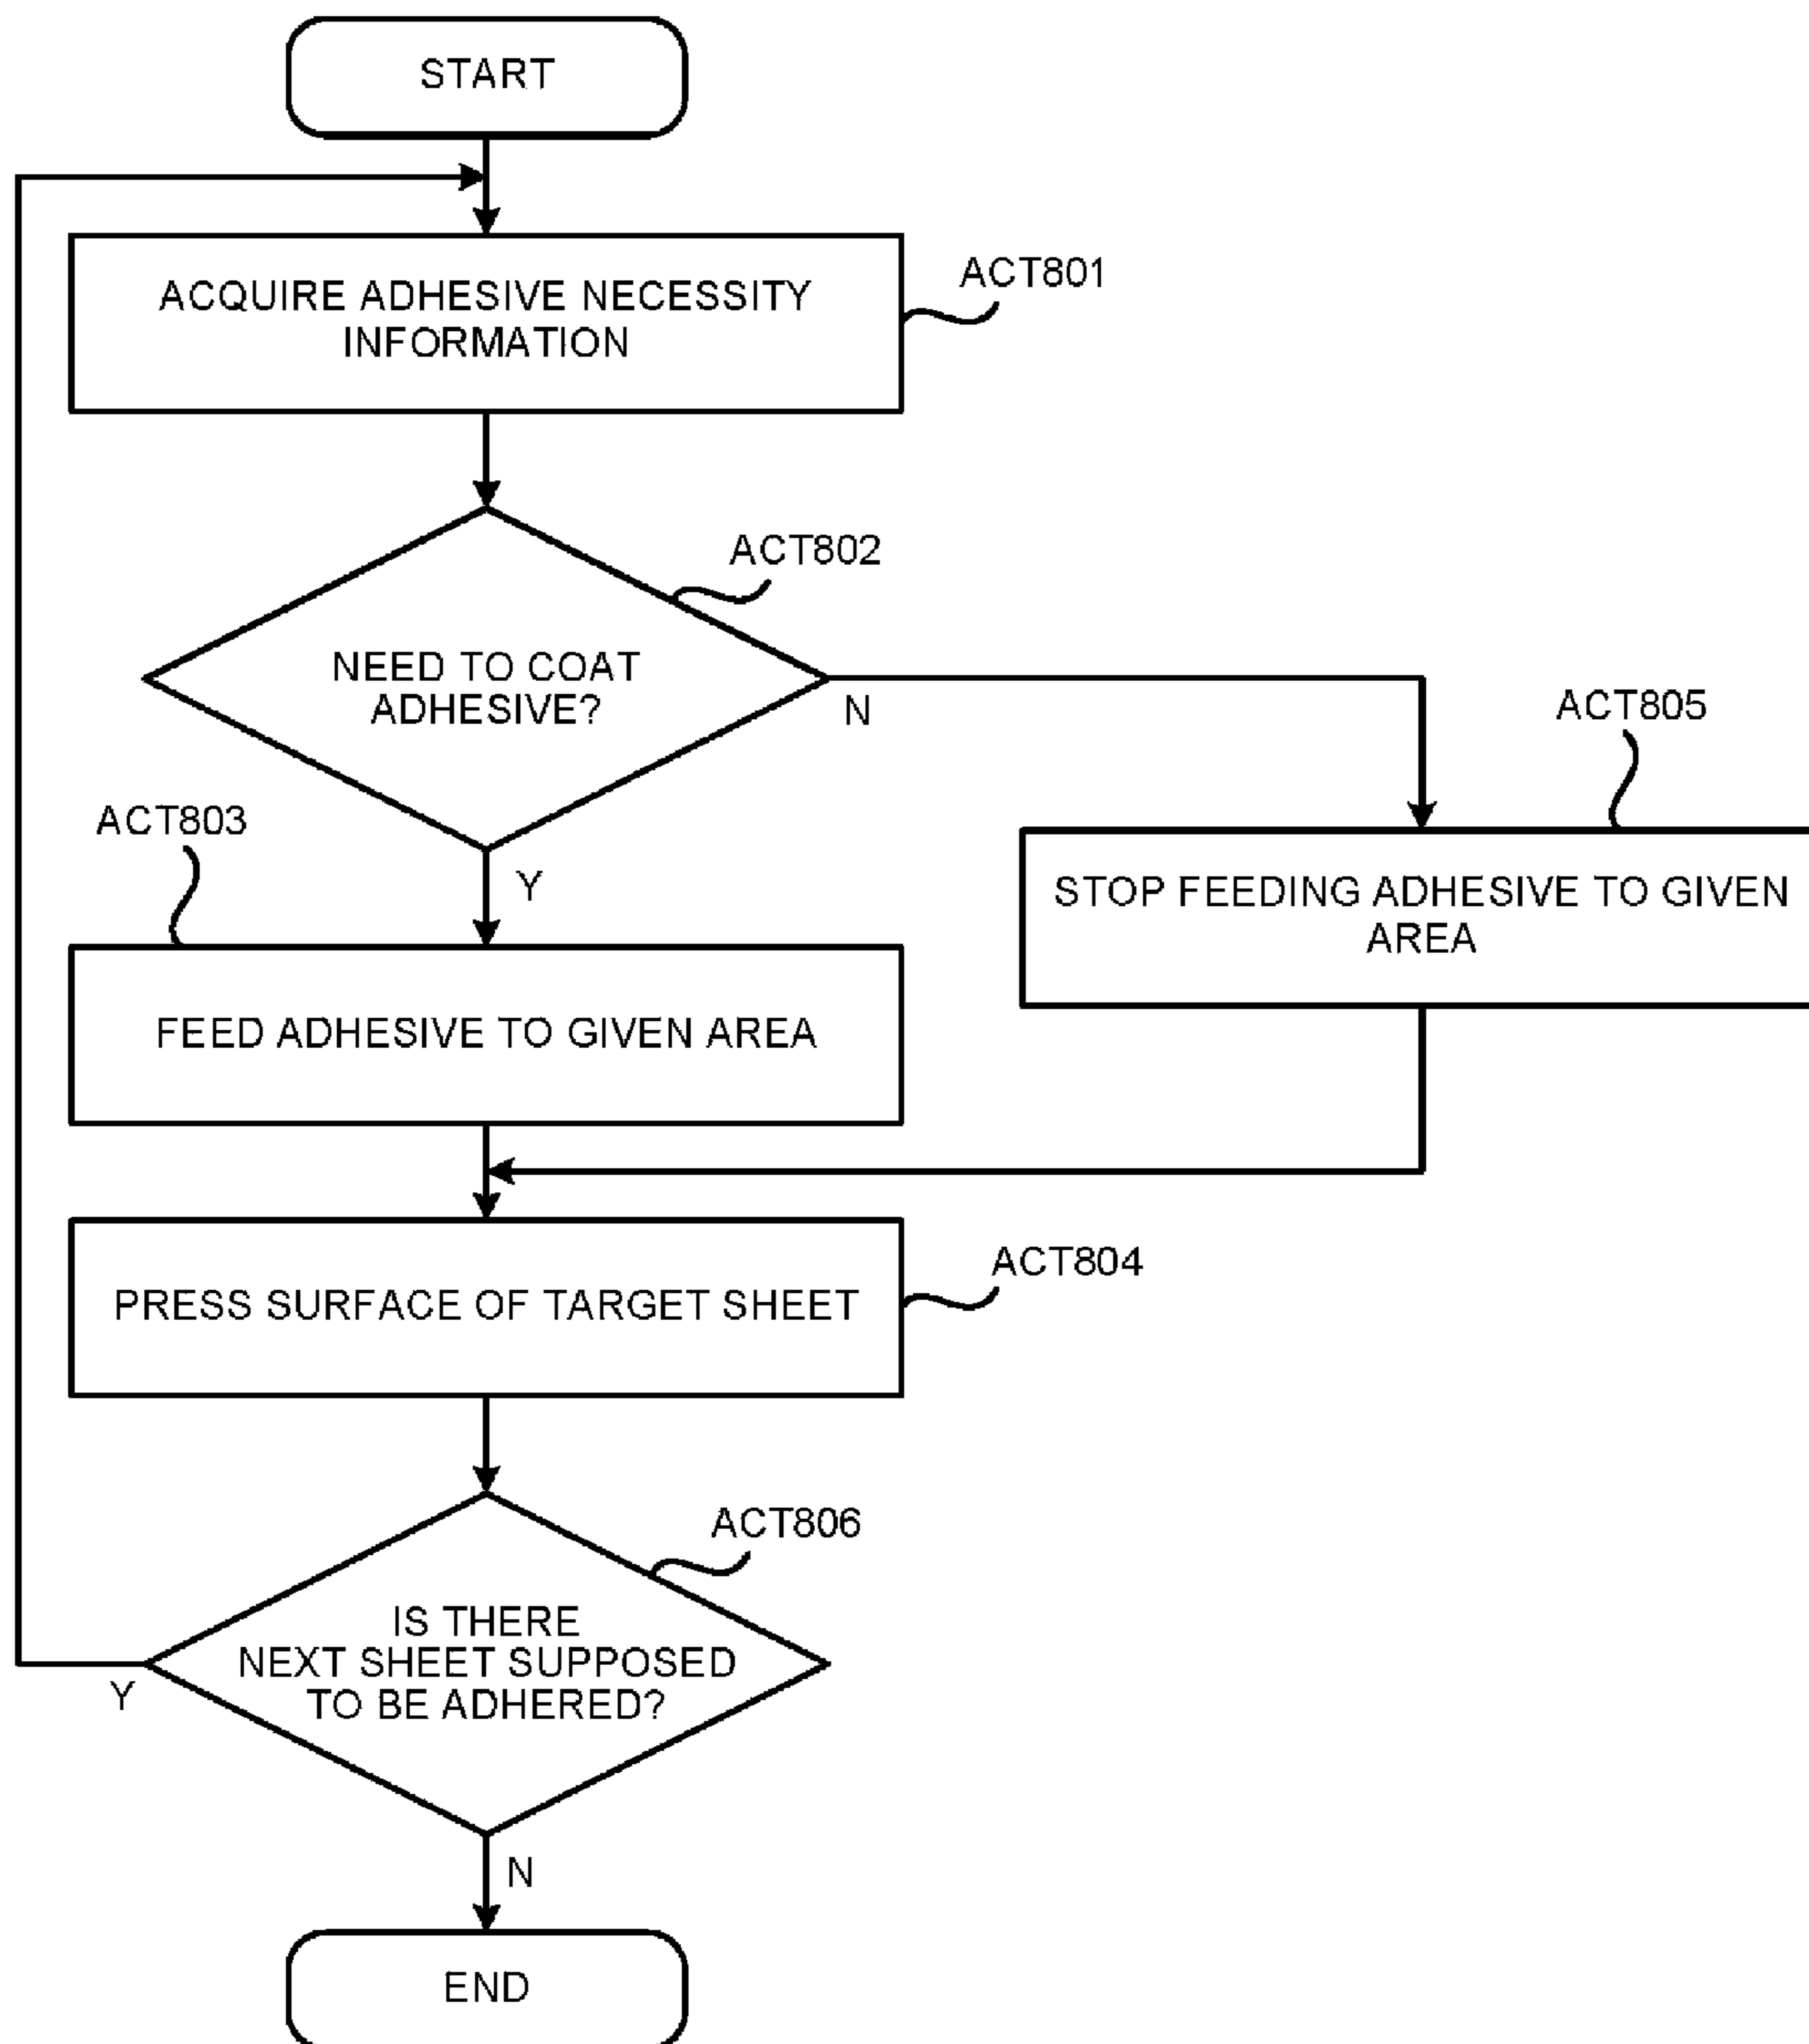 START
ACQUIRE ADHESIVE NECESSITY
INFORMATION
ACT801
ACT802
NEED TO COAT
ADHESIVE?
N
Y
ACT803
FEED ADHESIVE TO GIVEN AREA
ACT805
STOP FEEDING ADHESIVE TO GIVEN
AREA
PRESS SURFACE OF TARGET SHEET
ACT804
ACT806
IS THERE
NEXT SHEET SUPPOSED
TO BE ADHERED?
Y
N
END